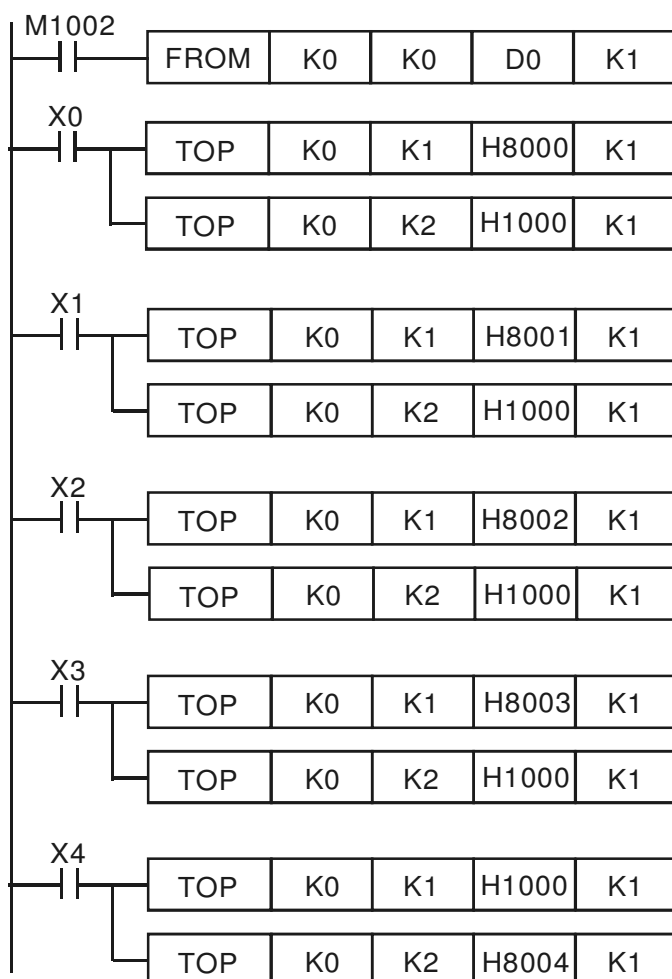 M1002
FROM K0 K0 D0 K1
X0
TOP K0 K1 H8000 K1
TOP K0 K2 H1000 K1
X1
TOP K0 K1 H8001 K1
TOP K0 K2 H1000 K1
X2
TOP K0 K1 H8002 K1
TOP K0 K2 H1000 K1
X3
TOP K0 K1 H8003 K1
TOP K0 K2 H1000 K1
X4
TOP K0 K1 H1000 K1
TOP K0 K2 H8004 K1